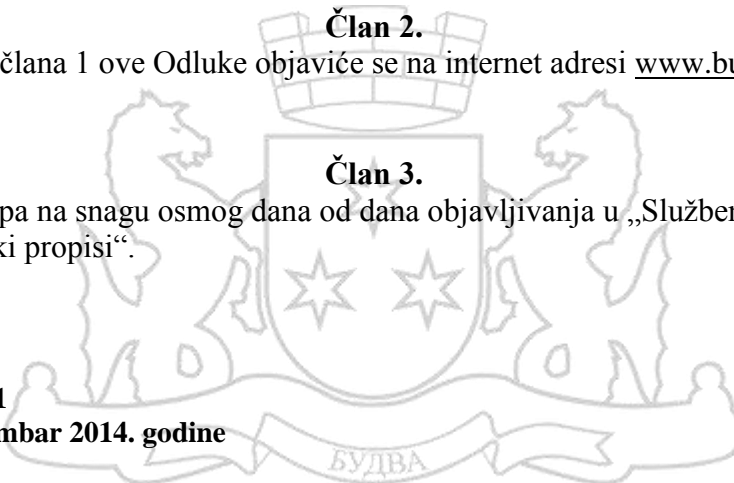 Član 2.
člana 1 ove Odluke objaviće se na internet adresi www.bu
Član 3.
pa na snagu osmog dana od dana objavljivanja u „Služben
ki propisi“.
1
mbar 2014. godine
БУДВА